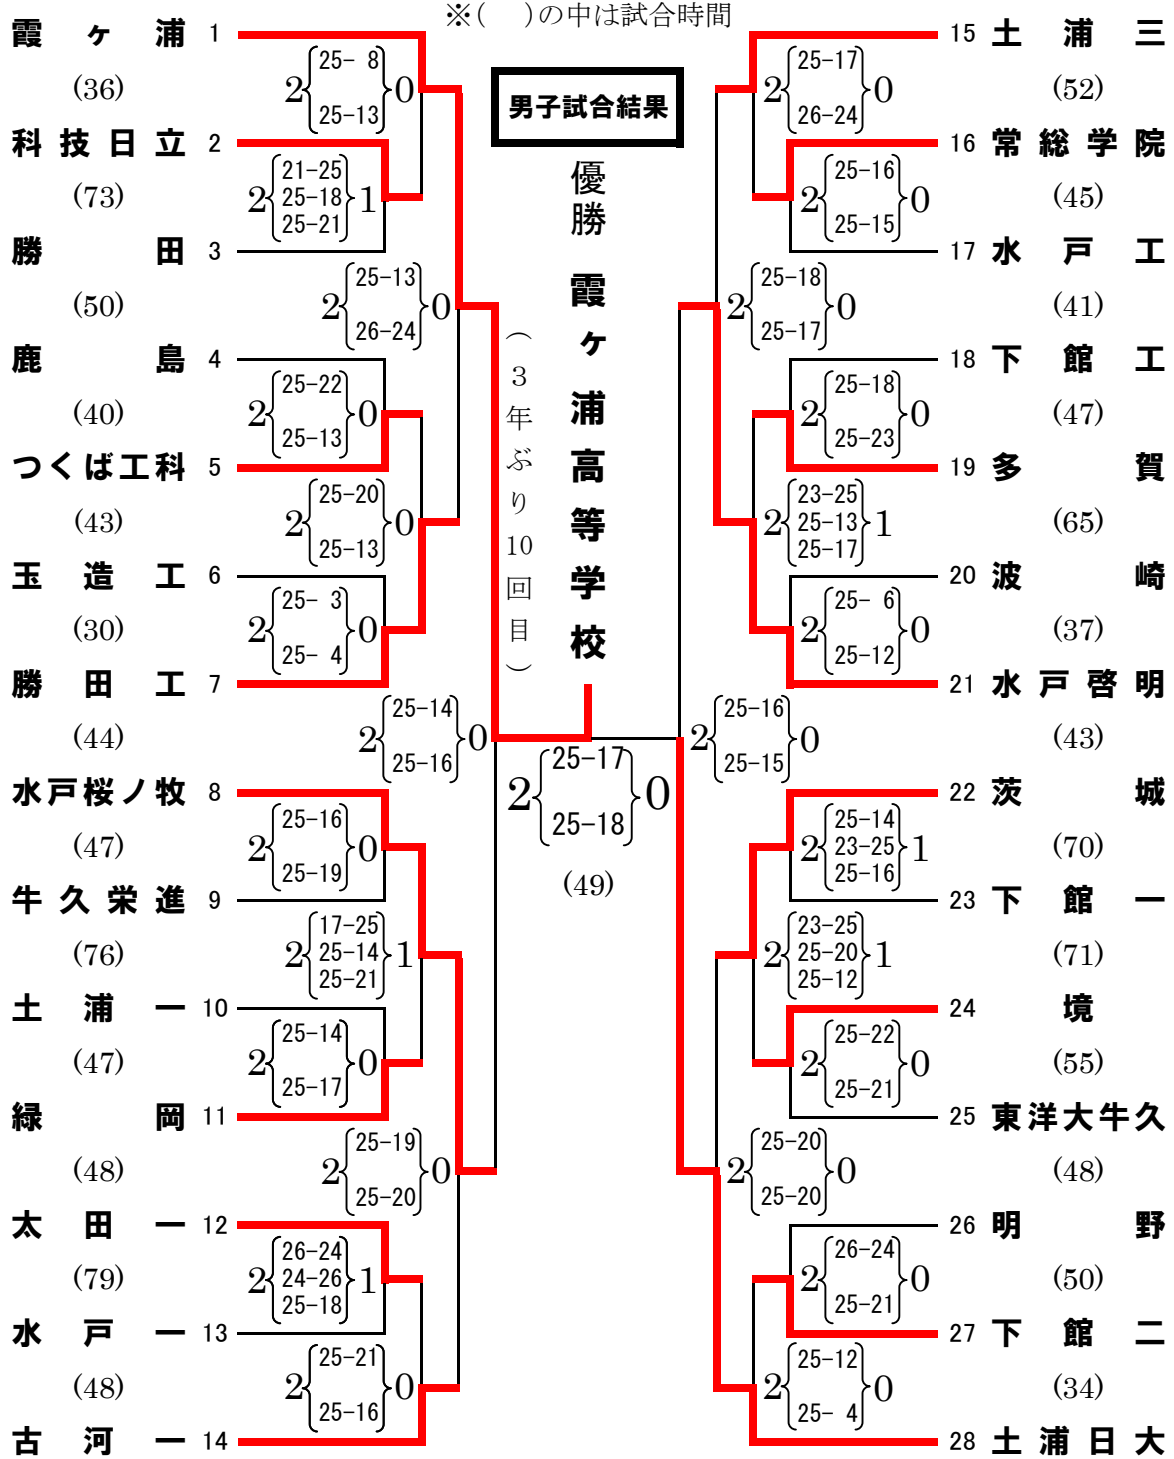 ※(　)の中は試合時間
男子試合結果
優勝 霞ヶ浦高等学校
(3年ぶり10回目)
霞ヶ浦 1
2 25- 8 25-13 0
(36)
科技日立 2
2 21-25 25-18 25-21 1
(73)
勝田 3
2 25-13 26-24 0
(50)
鹿島 4
2 25-22 25-13 0
(40)
つくば工科 5
2 25-20 25-13 0
(43)
玉造工 6
2 25- 3 25- 4 0
(30)
勝田工 7
2 25-14 25-16 0
(44)
水戸桜ノ牧 8
2 25-16 25-19 0
(47)
牛久栄進 9
2 17-25 25-14 25-21 1
(76)
土浦一 10
2 25-14 25-17 0
(47)
緑岡 11
2 25-19 25-20 0
(48)
太田一 12
2 26-24 24-26 25-18 1
(79)
水戸一 13
2 25-21 25-16 0
(48)
古河一 14
2 25-17 25-18 0
(49)
15 土浦三
2 25-17 26-24 0
(52)
16 常総学院
2 25-16 25-15 0
(45)
17 水戸工
2 25-18 25-17 0
(41)
18 下館工
2 25-18 25-23 0
(47)
19 多賀
2 23-25 25-13 25-17 1
(65)
20 波崎
2 25- 6 25-12 0
(37)
21 水戸啓明
2 25-16 25-15 0
(43)
22 茨城
2 25-14 23-25 25-16 1
(70)
23 下館一
2 23-25 25-20 25-12 1
(71)
24 境
2 25-22 25-21 0
(55)
25 東洋大牛久
2 25-20 25-20 0
(48)
26 明野
2 26-24 25-21 0
(50)
27 下館二
2 25-12 25- 4 0
(34)
28 土浦日大